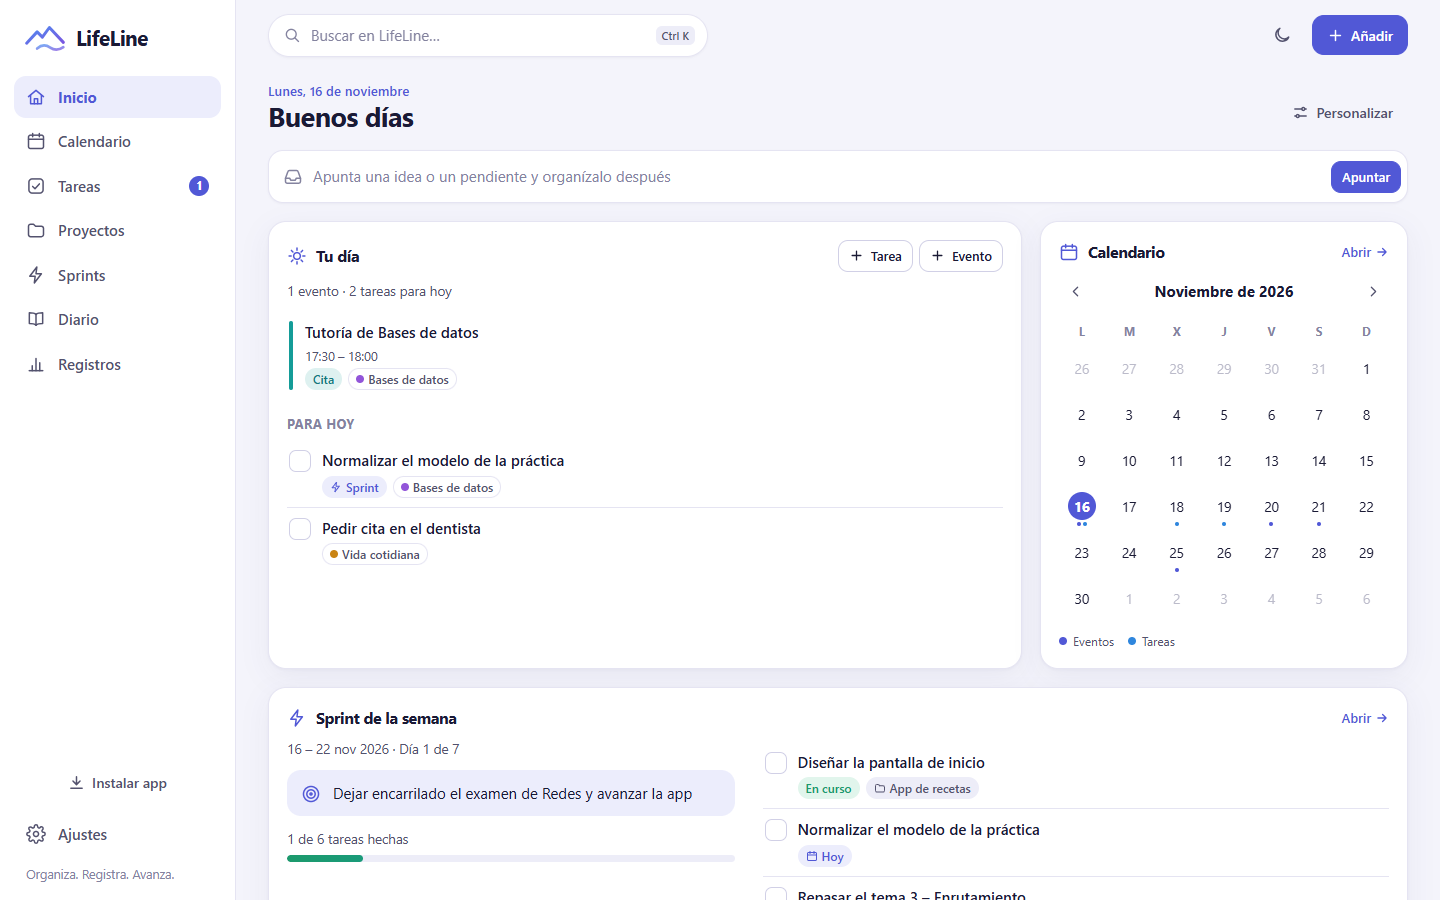 LifeLine
Inicio
Calendario
Tareas 1
Proyectos
Sprints
Diario
Registros
Instalar app
Ajustes
Organiza. Registra. Avanza.
Buscar en LifeLine... Ctrl K
Añadir
Lunes, 16 de noviembre
Buenos días
Personalizar
Apunta una idea o un pendiente y organízalo después
Apuntar
Tu día
+ Tarea
+ Evento
1 evento · 2 tareas para hoy
Tutoría de Bases de datos
17:30 – 18:00
Cita Bases de datos
PARA HOY
Normalizar el modelo de la práctica
Sprint Bases de datos
Pedir cita en el dentista
Vida cotidiana
Calendario
Abrir →
Noviembre de 2026
L M X J V S D
26 27 28 29 30 31 1
2 3 4 5 6 7 8
9 10 11 12 13 14 15
16 17 18 19 20 21 22
23 24 25 26 27 28 29
30 1 2 3 4 5 6
Eventos Tareas
Sprint de la semana
Abrir →
16 – 22 nov 2026 · Día 1 de 7
Dejar encarrilado el examen de Redes y avanzar la app
1 de 6 tareas hechas
Diseñar la pantalla de inicio
En curso App de recetas
Normalizar el modelo de la práctica
Hoy
Repasar el tema 3 – Enrutamiento